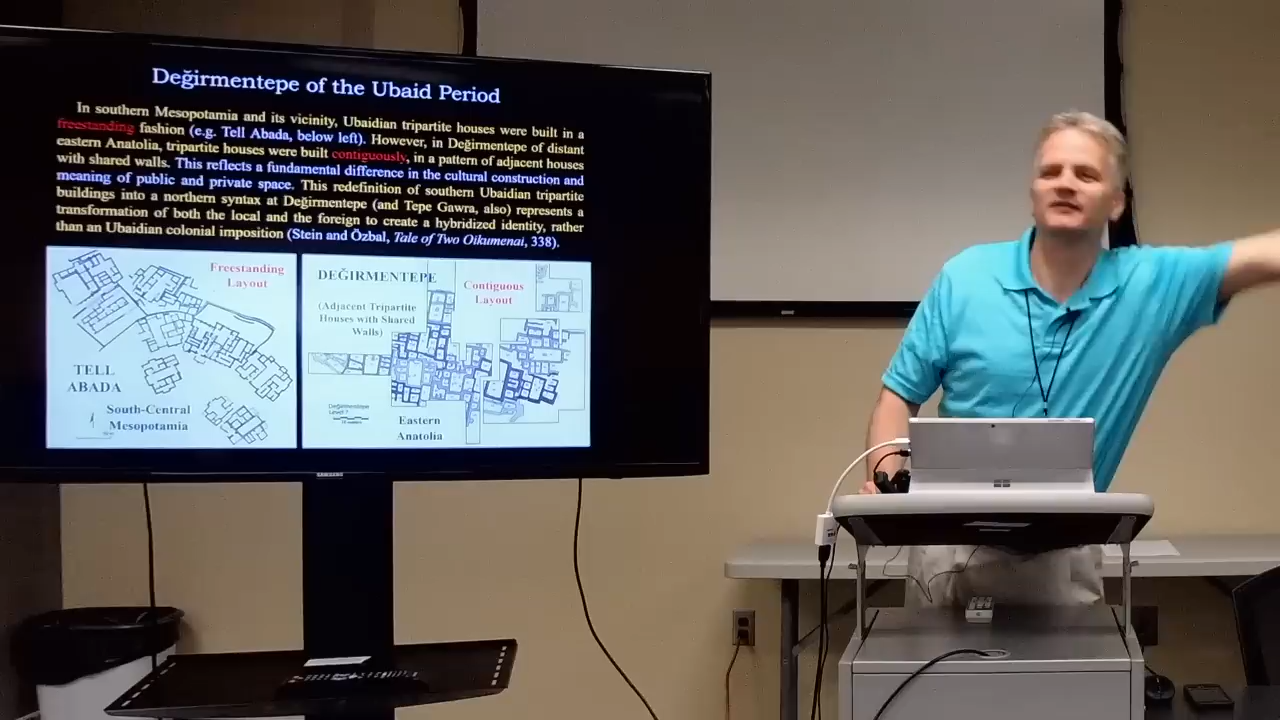 Değirmentepe of the Ubaid Period
In southern Mesopotamia and its vicinity, Ubaidian tripartite houses were built in a
freestanding fashion (e.g. Tell Abada, below left). However, in Değirmentepe of distant
eastern Anatolia, tripartite houses were built contiguously, in a pattern of adjacent houses
with shared walls. This reflects a fundamental difference in the cultural construction and
meaning of public and private space. This redefinition of southern Ubaidian tripartite
buildings into a northern syntax at Değirmentepe (and Tepe Gawra, also) represents a
transformation of both the local and the foreign to create a hybridized identity, rather
than an Ubaidian colonial imposition (Stein and Özbal, Tale of Two Oikumenai, 338).
Freestanding
Layout
TELL
ABADA
South-Central
Mesopotamia
DEĞİRMENTEPE
(Adjacent Tripartite
Houses with Shared
Walls)
Contiguous
Layout
Değirmentepe
Eastern
Anatolia
SAMSUNG